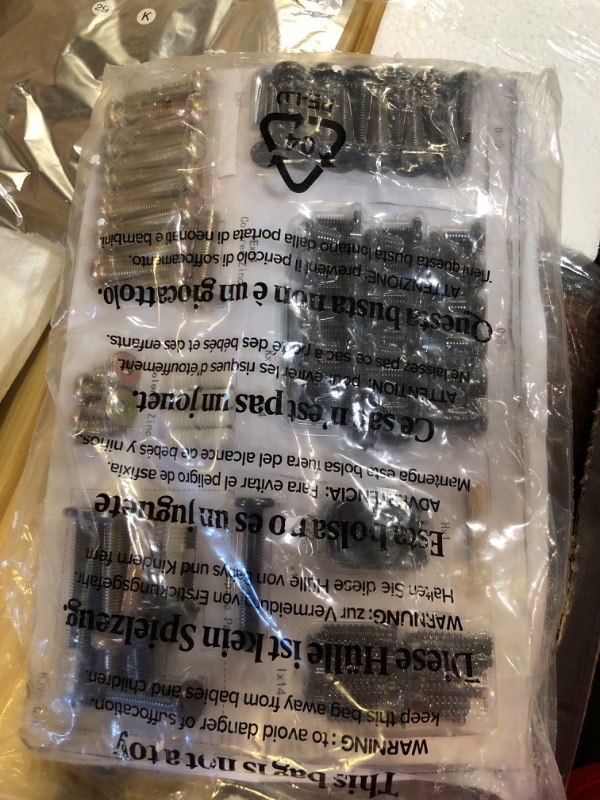 This bag is not a toy
WARNING: to avoid danger of suffocation
keep this bag away from babies and children.
Diese Hülle ist kein Spielzeug.
WARNUNG: zur Vermeidung von Erstickungsgefahr.
Halten Sie diese Hülle von Babys und Kindern fern
Esta bolsa no es un juguete
ADVERTENCIA: Para evitar el peligro de asfixia.
Mantenga esta bolsa fuera del alcance de bebés y niños.
Ce sac n'est pas un jouet.
ATTENTION: pour éviter les risques d'étouffement.
Ne laissez pas ce sac à porté des bébés et des enfants.
Questa busta non è un giocattolo.
ATTENZIONE: previeni il pericolo di soffocamento.
Tieni questa busta lontano dalla portata di neonati e bambini.
04
PE-LD
29
K